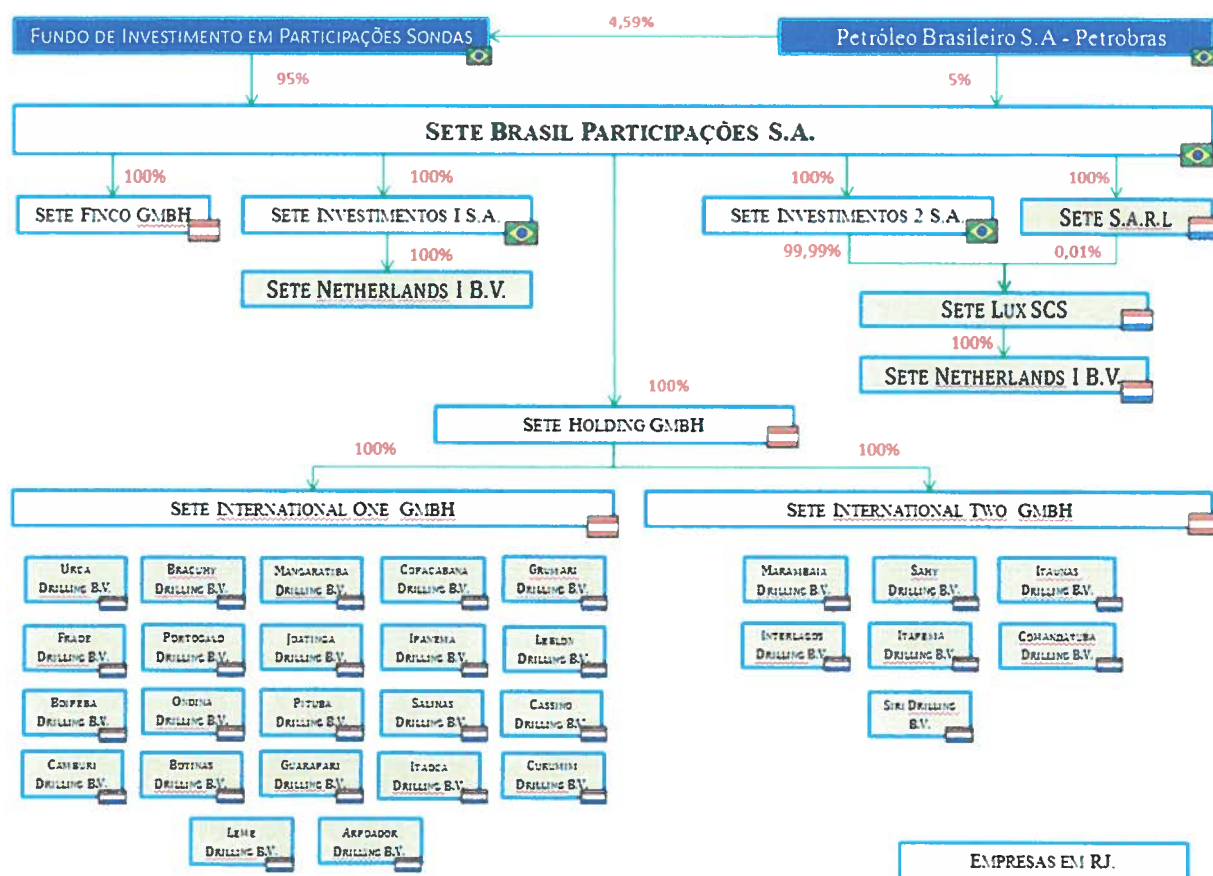 FUNDO DE INVESTIMENTO EM PARTICIPAÇÕES SONDAS
4,59%
Petróleo Brasileiro S.A - Petrobras
95%
5%
SETE BRASIL PARTICIPAÇÕES S.A.
100%
100%
100%
100%
SETE FINCO GMBH
SETE INVESTIMENTOS I S.A.
SETE INVESTIMENTOS 2 S.A.
SETE S.A.R.L
100%
99,99%
0,01%
SETE NETHERLANDS I B.V.
SETE LUX SCS
100%
SETE NETHERLANDS I B.V.
100%
SETE HOLDING GMBH
100%
100%
SETE INTERNATIONAL ONE GMBH
SETE INTERNATIONAL TWO GMBH
URCA
DRILLING B.V.
BRACUHY
DRILLING B.V.
MANGARATIBA
DRILLING B.V.
COPACABANA
DRILLING B.V.
GRUMARI
DRILLING B.V.
MARAMBAIA
DRILLING B.V.
SAHY
DRILLING B.V.
ITAUNAS
DRILLING B.V.
FRADE
DRILLING B.V.
PORTOGALO
DRILLING B.V.
JOATINGA
DRILLING B.V.
IPANEMA
DRILLING B.V.
LEBLON
DRILLING B.V.
INTERLAGOS
DRILLING B.V.
ITAPEMA
DRILLING B.V.
COMANDATUBA
DRILLING B.V.
BOIPEBA
DRILLING B.V.
ONDINA
DRILLING B.V.
PITUBA
DRILLING B.V.
SALINAS
DRILLING B.V.
CASSINO
DRILLING B.V.
SIRI DRILLING
B.V.
CAMBURI
DRILLING B.V.
BOTINAS
DRILLING B.V.
GUARAPARI
DRILLING B.V.
ITAOCA
DRILLING B.V.
CURUMIM
DRILLING B.V.
LEME
DRILLING B.V.
ARPOADOR
DRILLING B.V.
EMPRESAS EM RJ.